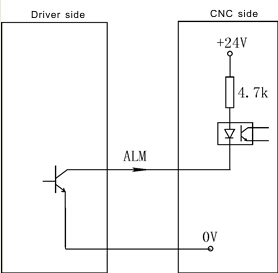 Driver side
CNC side
+24V
4.7k
ALM
0V